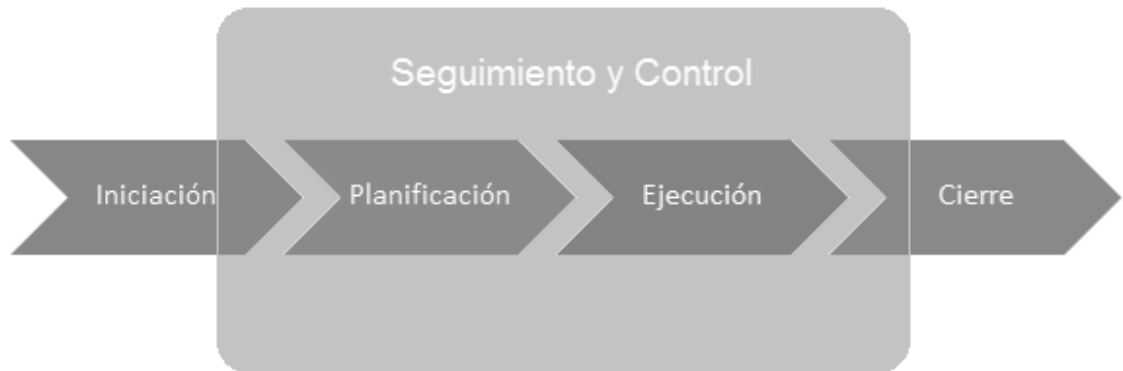 Seguimiento y Control
Iniciación
Planificación
Ejecución
Cierre